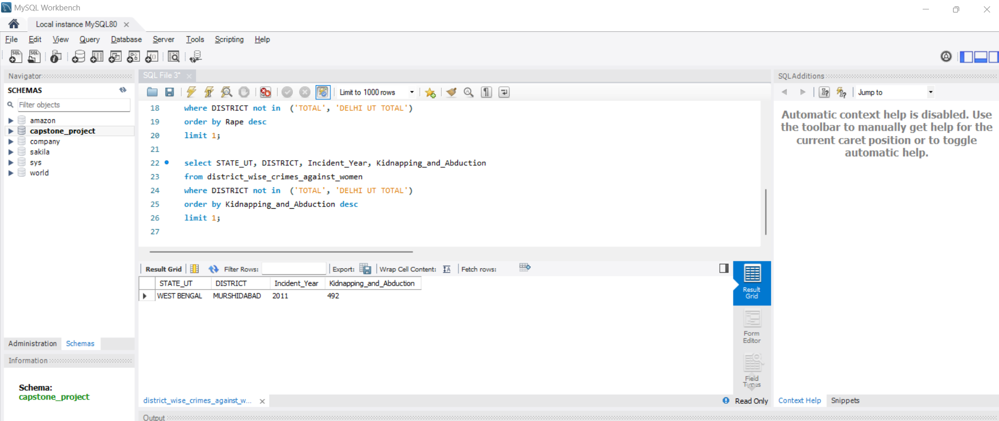 MySQL Workbench
Local instance MySQL80
File Edit View Query Database Server Tools Scripting Help
Navigator
SCHEMAS
Filter objects
amazon
capstone_project
company
sakila
sys
world
Administration Schemas
Information
Schema:
capstone_project
SQL File 3*
Limit to 1000 rows
18 where DISTRICT not in ('TOTAL', 'DELHI UT TOTAL')
19 order by Rape desc
20 limit 1;
21
22 select STATE_UT, DISTRICT, Incident_Year, Kidnapping_and_Abduction
23 from district_wise_crimes_against_women
24 where DISTRICT not in ('TOTAL', 'DELHI UT TOTAL')
25 order by Kidnapping_and_Abduction desc
26 limit 1;
27
Result Grid Filter Rows: Export: Wrap Cell Content: Fetch rows:
STATE_UT DISTRICT Incident_Year Kidnapping_and_Abduction
WEST BENGAL MURSHIDABAD 2011 492
Result
Grid
Form
Editor
Field
Types
district_wise_crimes_against_w...
Read Only
Output
SQLAdditions
Jump to
Automatic context help is disabled. Use
the toolbar to manually get help for the
current caret position or to toggle
automatic help.
Context Help Snippets